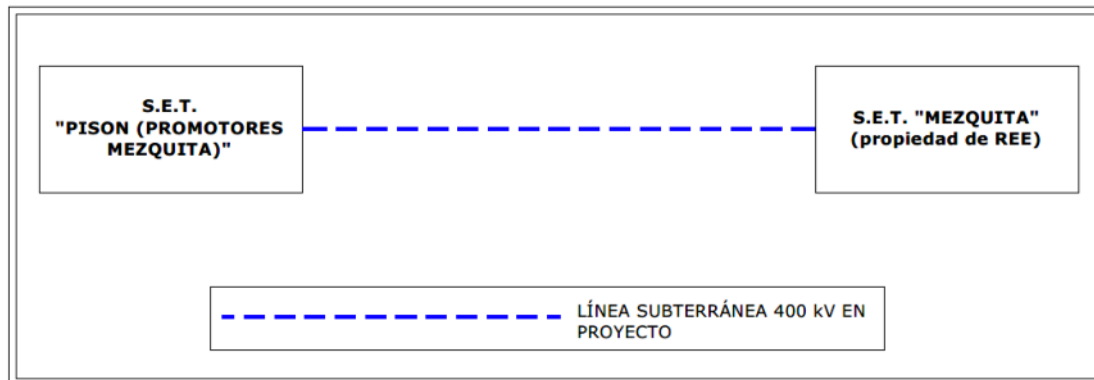 S.E.T.
"PISON (PROMOTORES
MEZQUITA)"
S.E.T. "MEZQUITA"
(propiedad de REE)
LÍNEA SUBTERRÁNEA 400 kV EN
PROYECTO